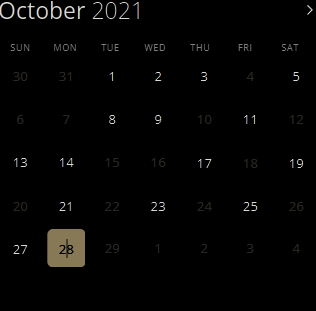 October 2021
SUN MON TUE WED THU FRI SAT
30 31 1 2 3 4 5
6 7 8 9 10 11 12
13 14 15 16 17 18 19
20 21 22 23 24 25 26
27 28 29 1 2 3 4